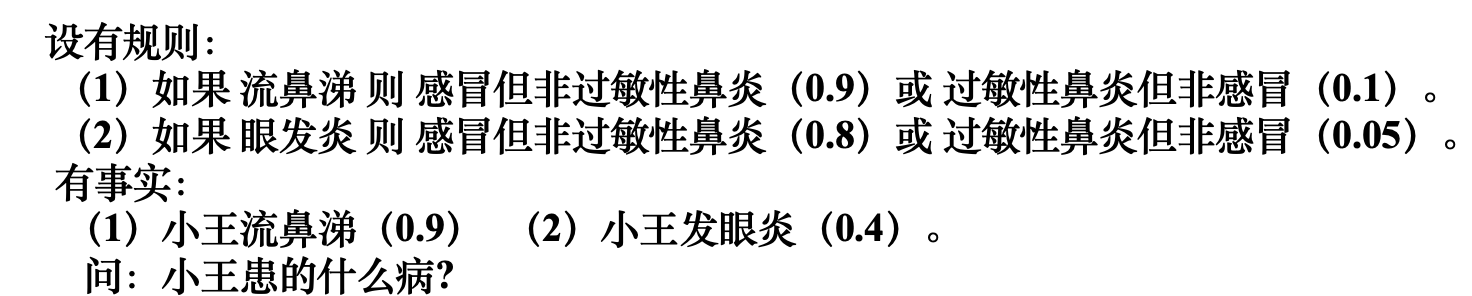 设有规则：
（1）如果 流鼻涕 则 感冒但非过敏性鼻炎（0.9）或 过敏性鼻炎但非感冒（0.1）。
（2）如果 眼发炎 则 感冒但非过敏性鼻炎（0.8）或 过敏性鼻炎但非感冒（0.05）。
有事实：
（1）小王流鼻涕（0.9） （2）小王发眼炎（0.4）。
问：小王患的什么病?